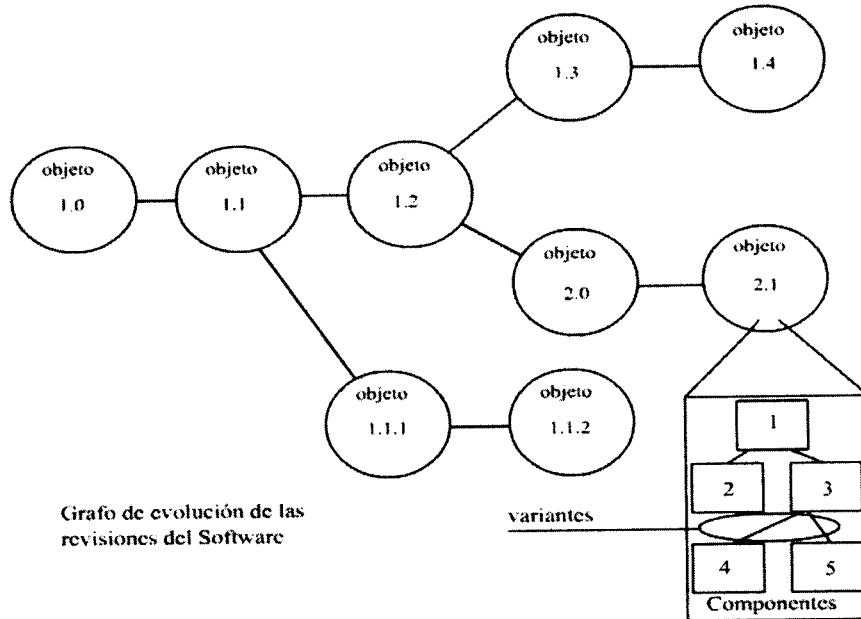 objeto
1.3
objeto
1.4
objeto
1.0
objeto
1.1
objeto
1.2
objeto
2.0
objeto
2.1
objeto
1.1.1
objeto
1.1.2
1
2
3
4
5
Componentes
variantes
Grafo de evolución de las
revisiones del Software